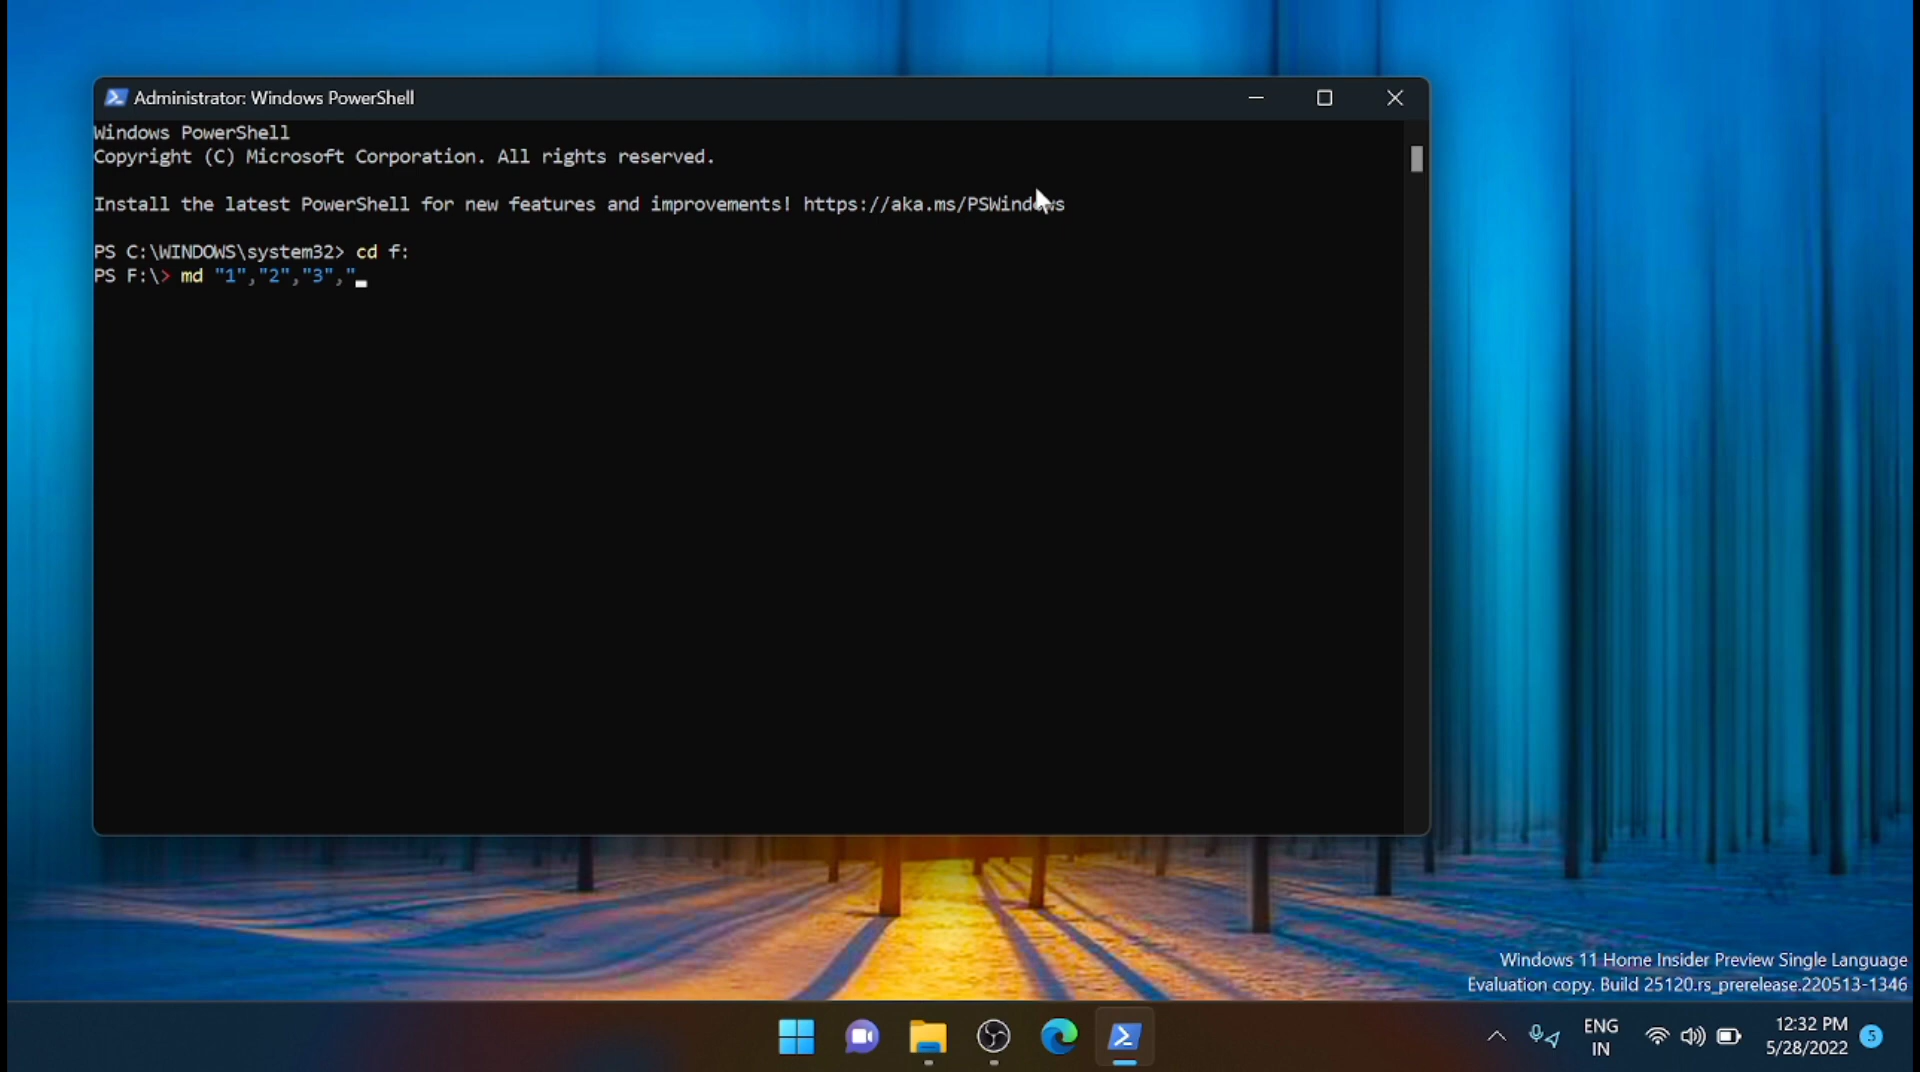 Administrator: Windows PowerShell
Windows PowerShell
Copyright (C) Microsoft Corporation. All rights reserved.
Install the latest PowerShell for new features and improvements! https://aka.ms/PSWindows
PS C:\WINDOWS\system32> cd f:
PS F:\> md "1","2","3","
Windows 11 Home Insider Preview Single Language
Evaluation copy. Build 25120.rs_prerelease.220513-1346
ENG
IN
12:32 PM
5/28/2022
5